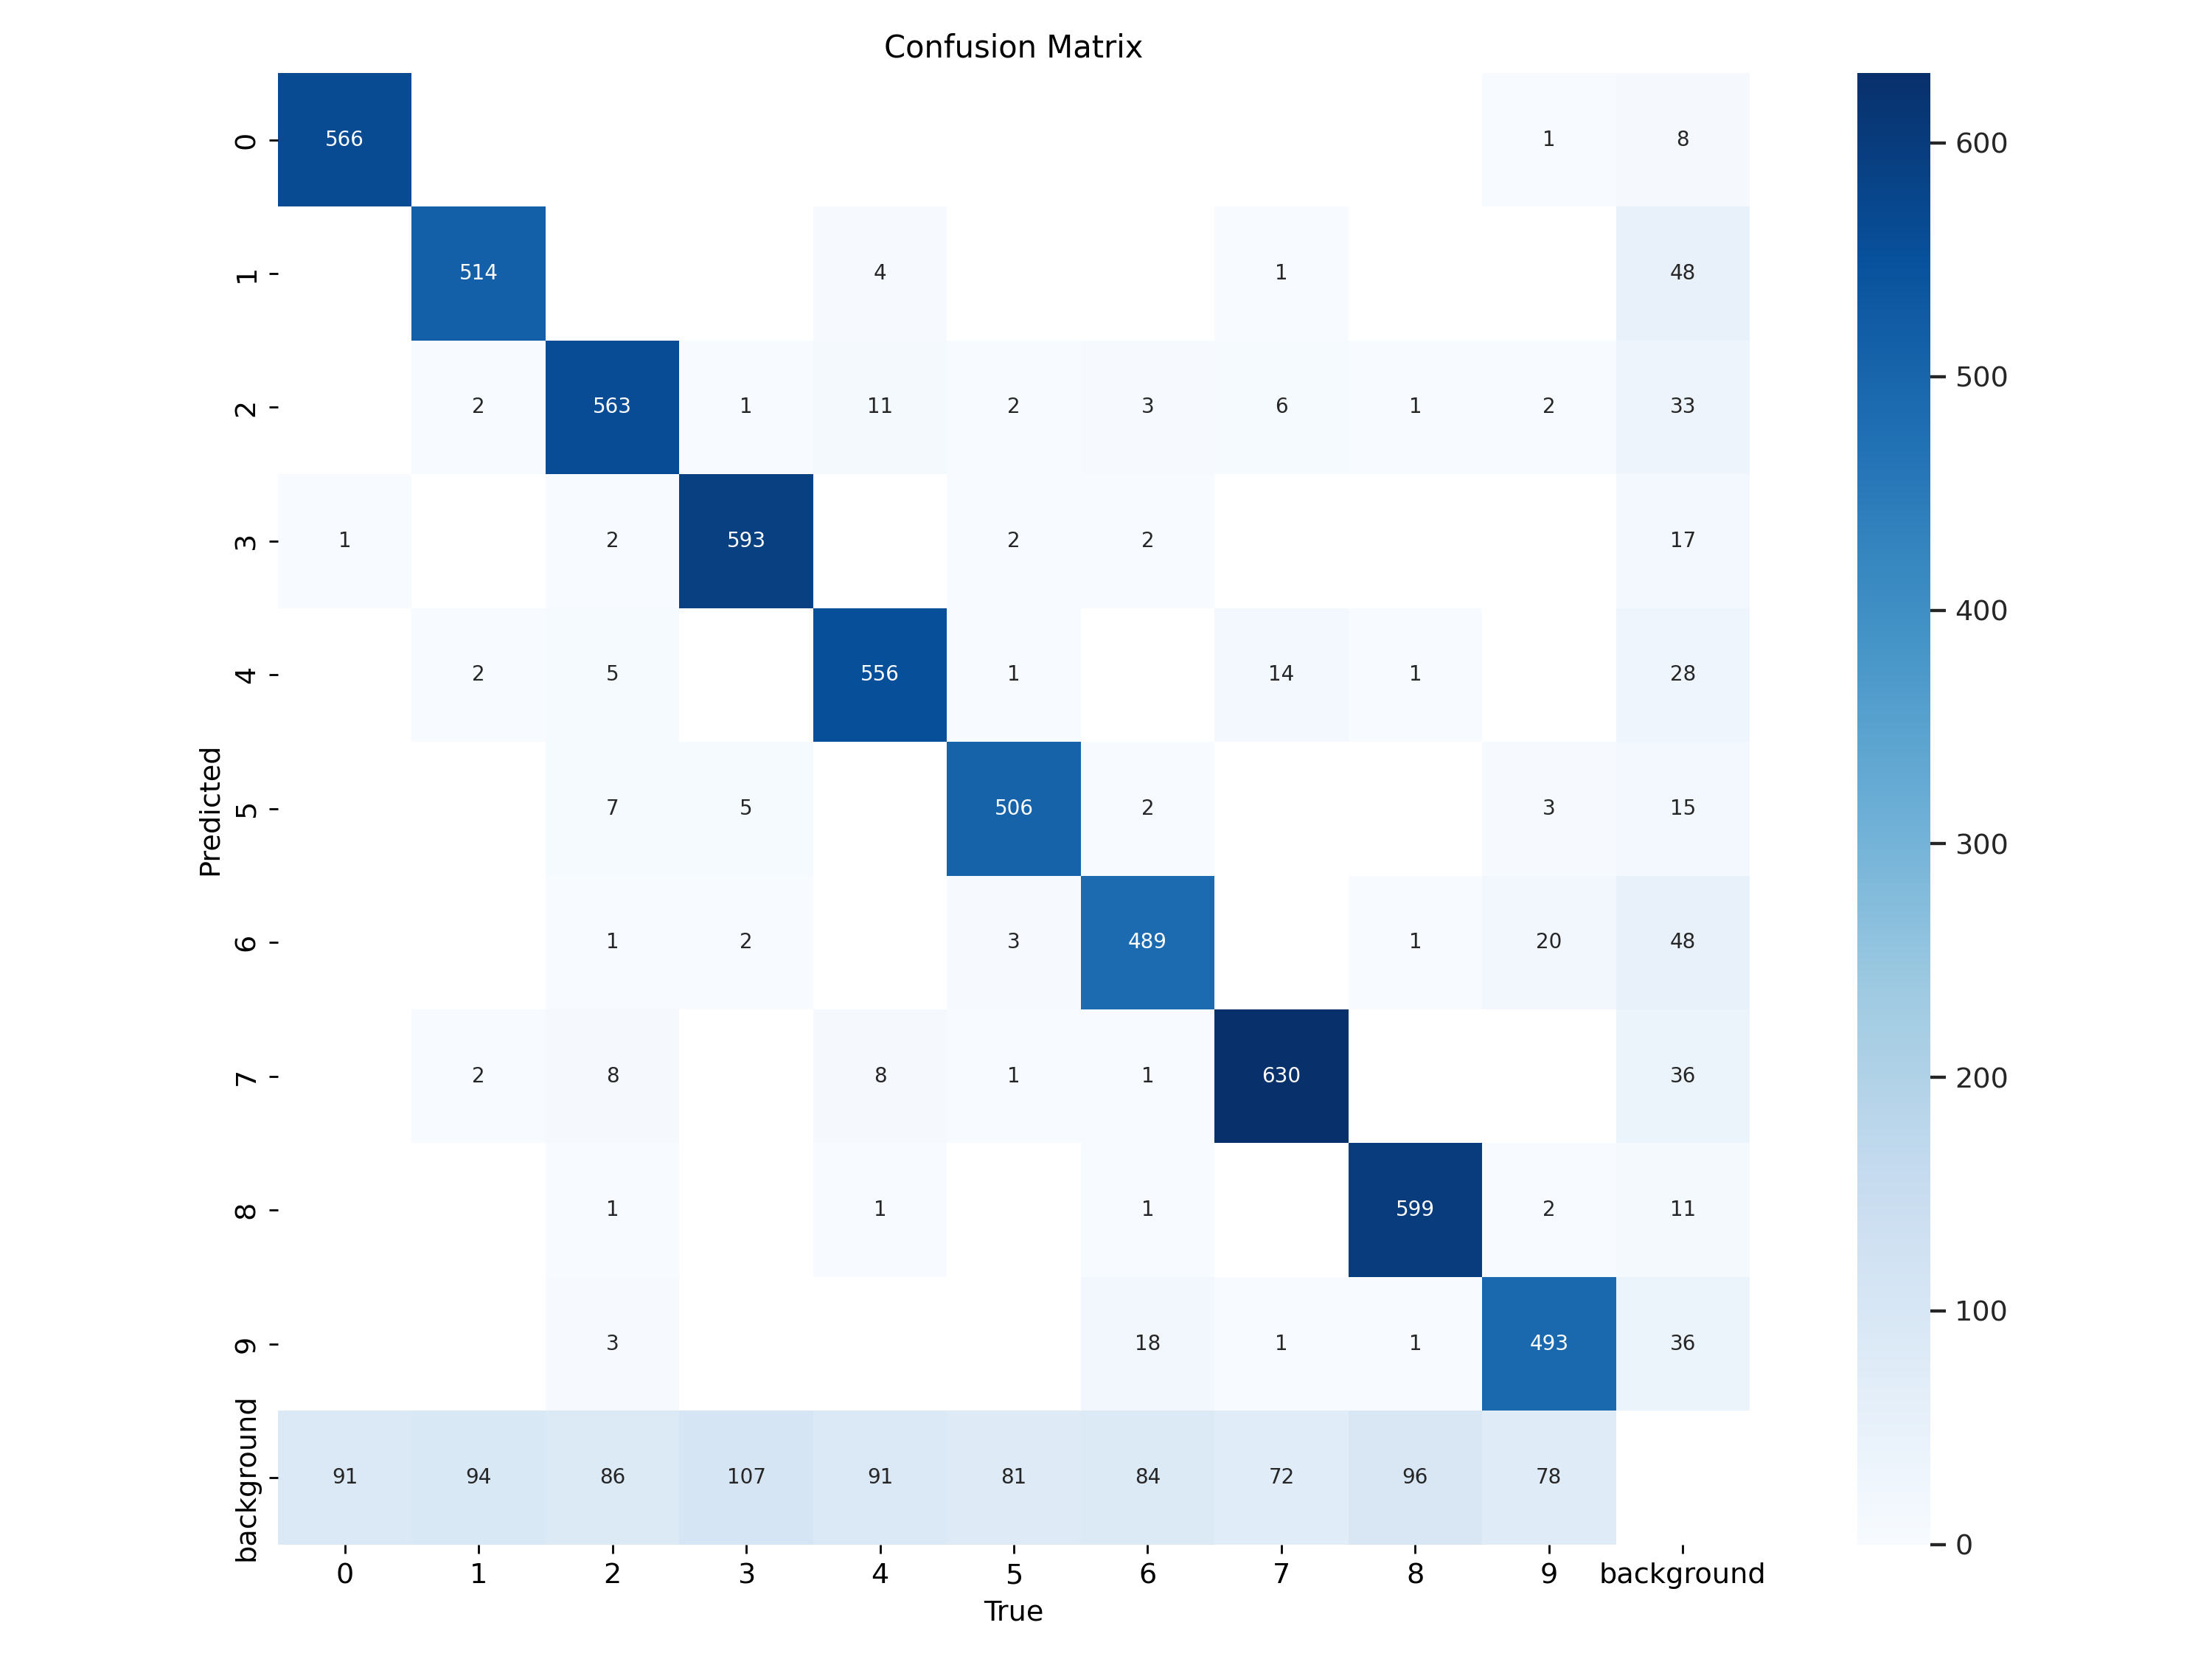 Confusion Matrix
0 566 1 8
1 514 4 1 48
2 2 563 1 11 2 3 6 1 2 33
3 1 2 593 2 2 17
4 2 5 556 1 14 1 28
5 7 5 506 2 3 15
6 1 2 3 489 1 20 48
7 2 8 8 1 1 630 36
8 1 1 1 599 2 11
9 3 18 1 1 493 36
background 91 94 86 107 91 81 84 72 96 78
0 1 2 3 4 5 6 7 8 9 background
True
Predicted
600
500
400
300
200
100
0